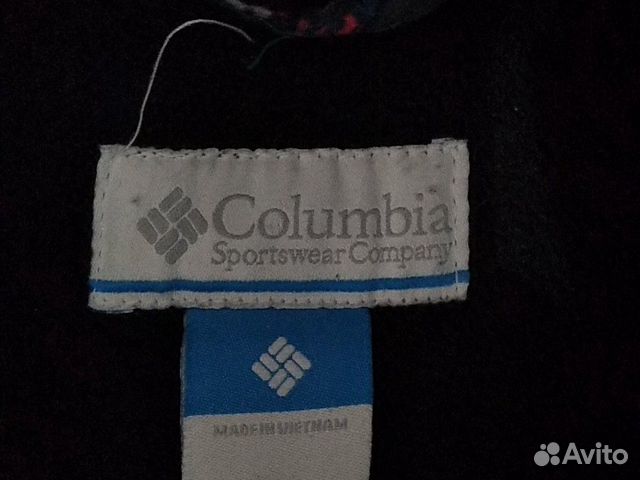 Columbia
Sportswear Company
MADE IN VIETNAM
Avito